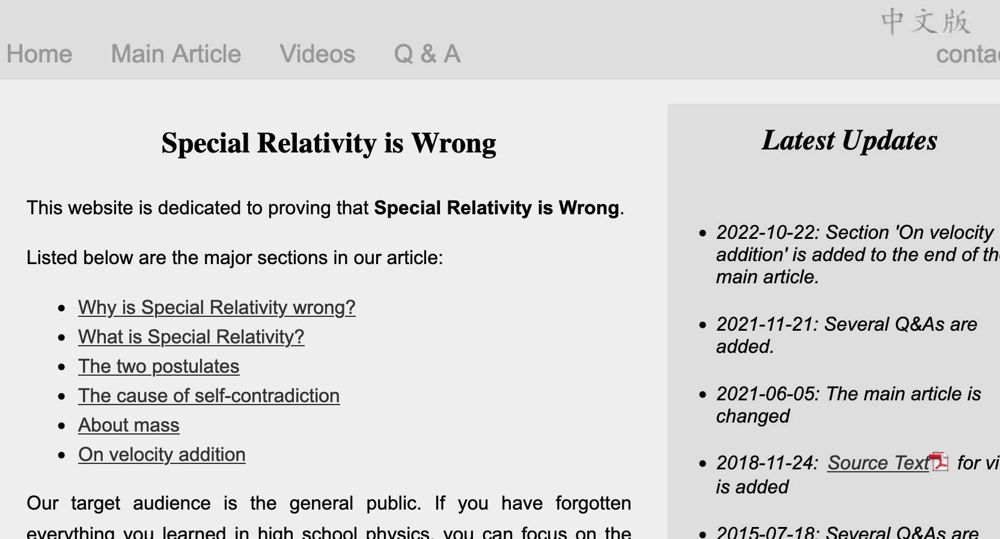 中文版
Home Main Article Videos Q & A
Special Relativity is Wrong
This website is dedicated to proving that Special Relativity is Wrong.
Listed below are the major sections in our article:
• Why is Special Relativity wrong?
• What is Special Relativity?
• The two postulates
• The cause of self-contradiction
• About mass
• On velocity addition
Our target audience is the general public. If you have forgotten
everything you learned in high school physics, you can focus on the
Latest Updates
• 2022-10-22: Section 'On velocity
addition' is added to the end of
main article.
• 2021-11-21: Several Q&As are
added.
• 2021-06-05: The main article is
changed
• 2018-11-24: Source Text for
is added
• 2015-07-18: Several Q&As are